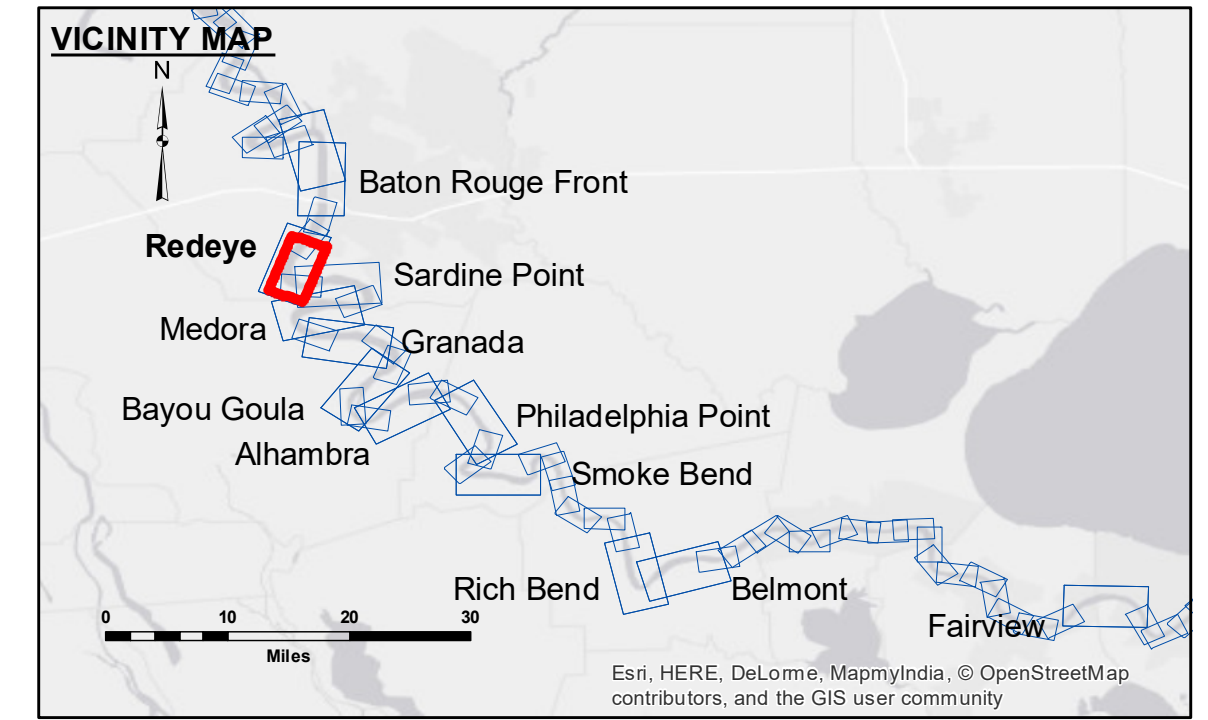 VICINITY MAP
N
Baton Rouge Front
Redeye
Sardine Point
Medora
Granada
Bayou Goula
Philadelphia Point
Alhambra
Smoke Bend
Rich Bend
Belmont
Fairview
0 10 20 30
Miles
Esri, HERE, DeLorme, MapmyIndia, © OpenStreetMap
contributors, and the GIS user community